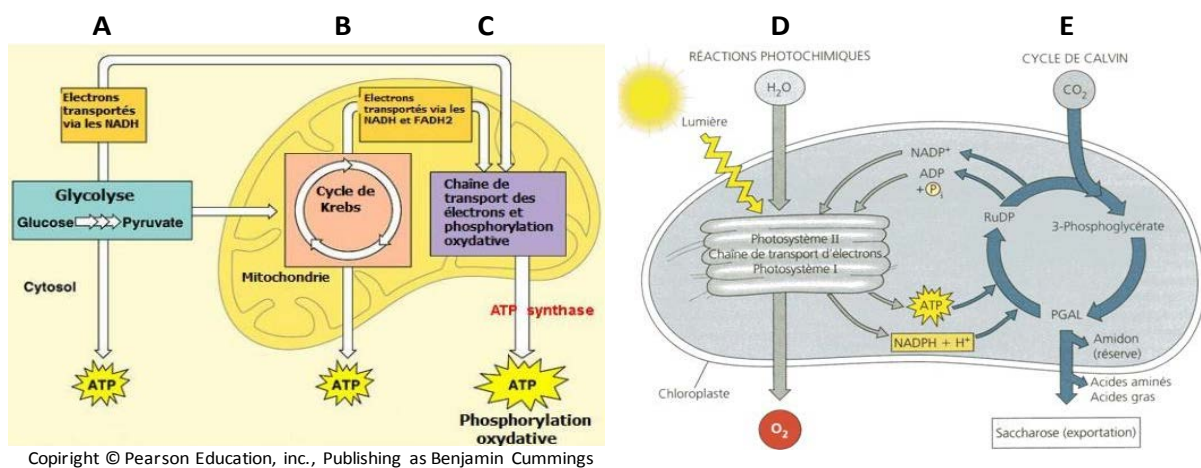 A
B
C
Electrons
transportés
via les NADH
Electrons
transportés via les
NADH et FADH2
Glycolyse
Glucose
Pyruvate
Cycle de
Krebs
Chaîne de
transport des
électrons et
phosphorylation
oxydative
Mitochondrie
Cytosol
ATP synthase
ATP
ATP
ATP
Phosphorylation
oxydative
Copiright © Pearson Education, inc., Publishing as Benjamin Cummings
D
E
RÉACTIONS PHOTOCHIMIQUES
CYCLE DE CALVIN
H2O
CO2
Lumière
NADP+
ADP
+ Pi
RuDP
3-Phosphoglycérate
Photosystème II
Chaîne de transport d'électrons
Photosystème I
ATP
NADPH + H+
PGAL
Amidon
(réserve)
Acides aminés
Acides gras
Chloroplaste
O2
Saccharose (exportation)